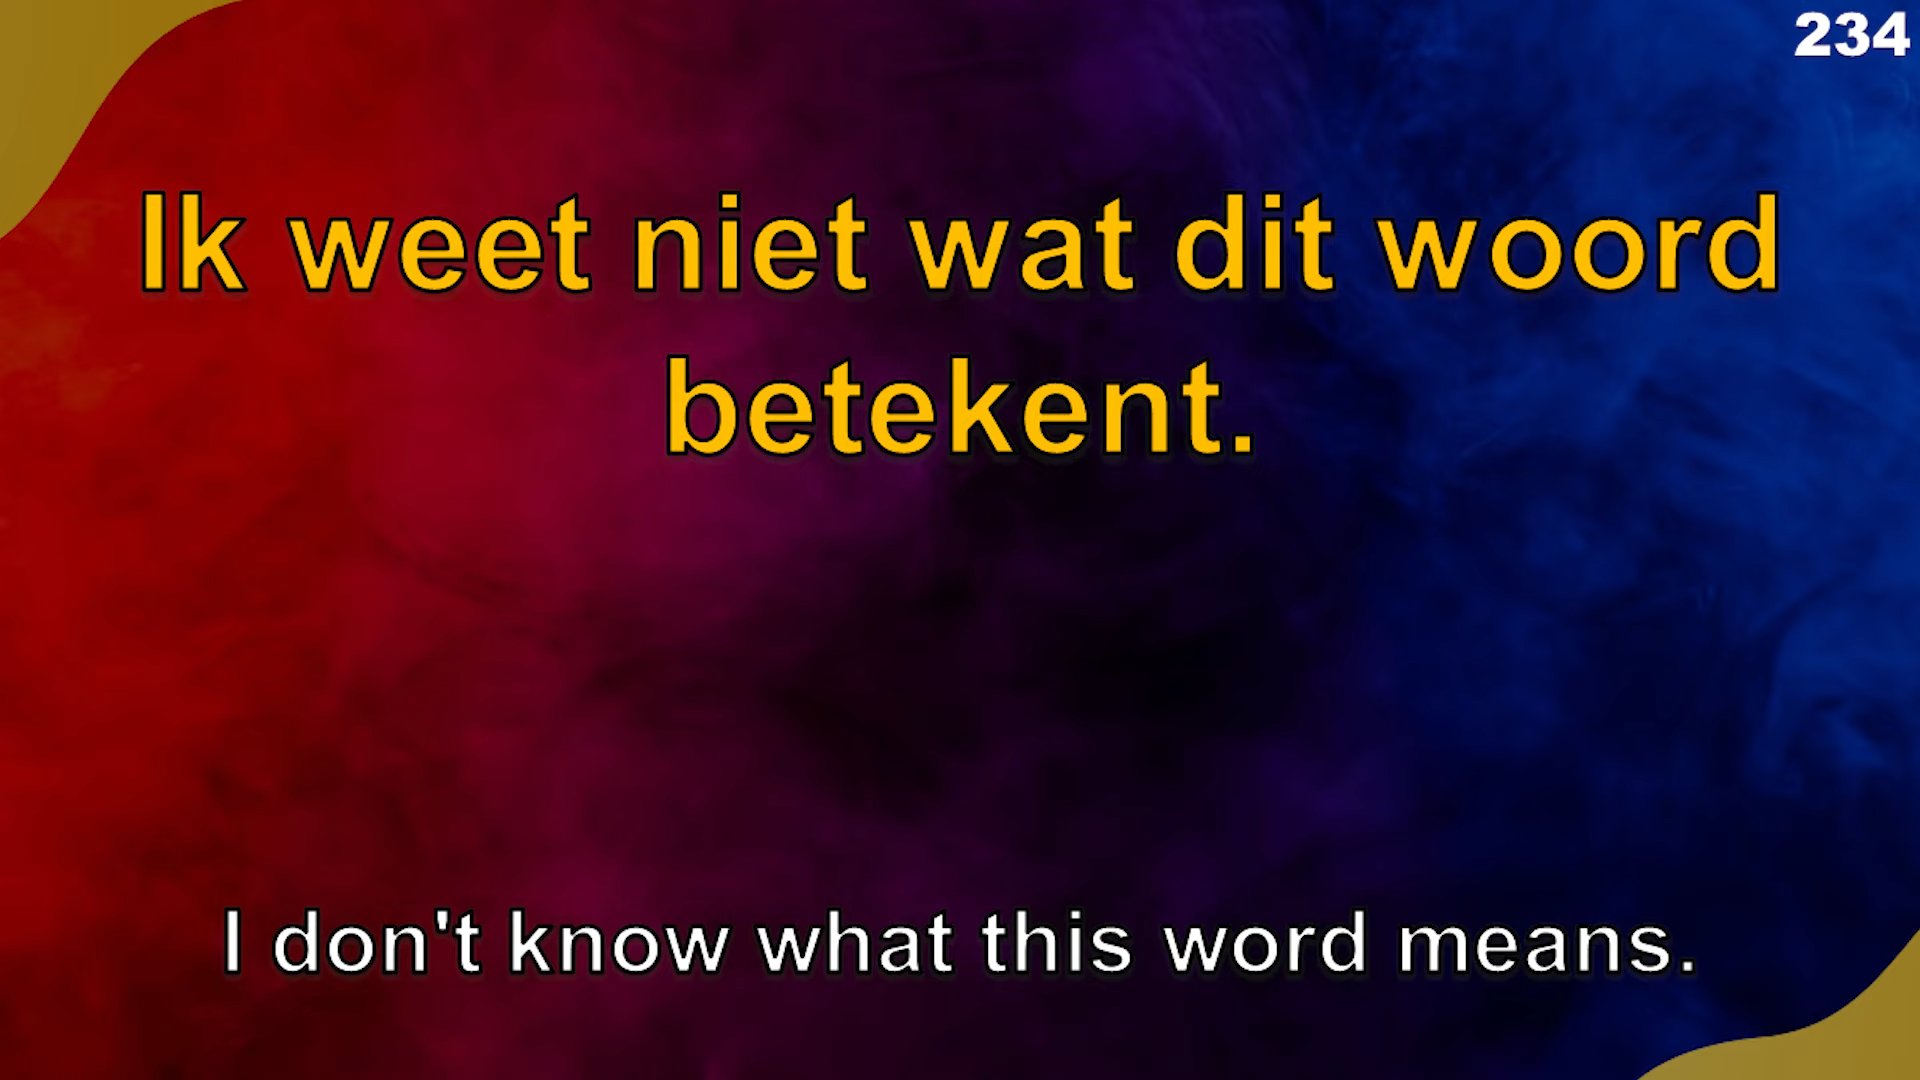 234
Ik weet niet wat dit woord
betekent.
I don't know what this word means.